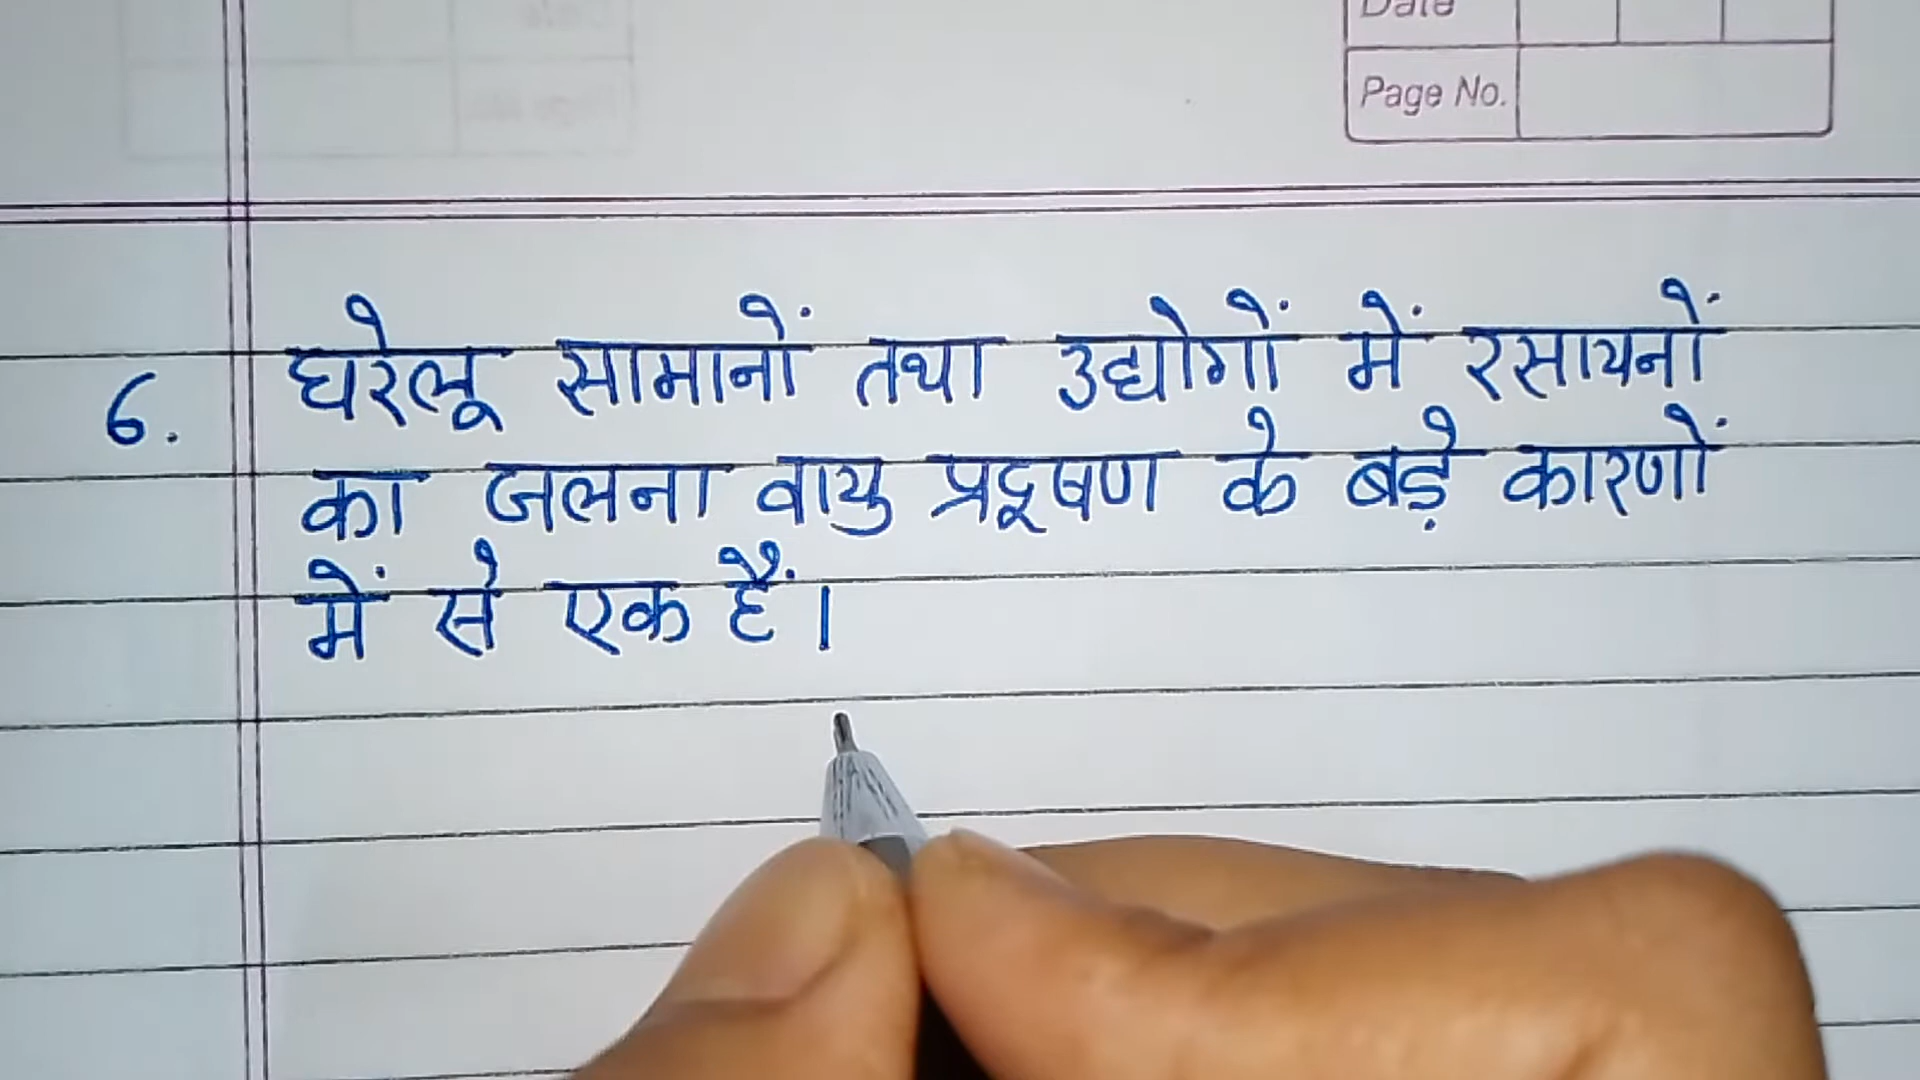 Date
Page No.
6. घरेलू सामानों तथा उद्योगों में रसायनों
का जलना वायु प्रदूषण के बड़े कारणों
में से एक हैं।